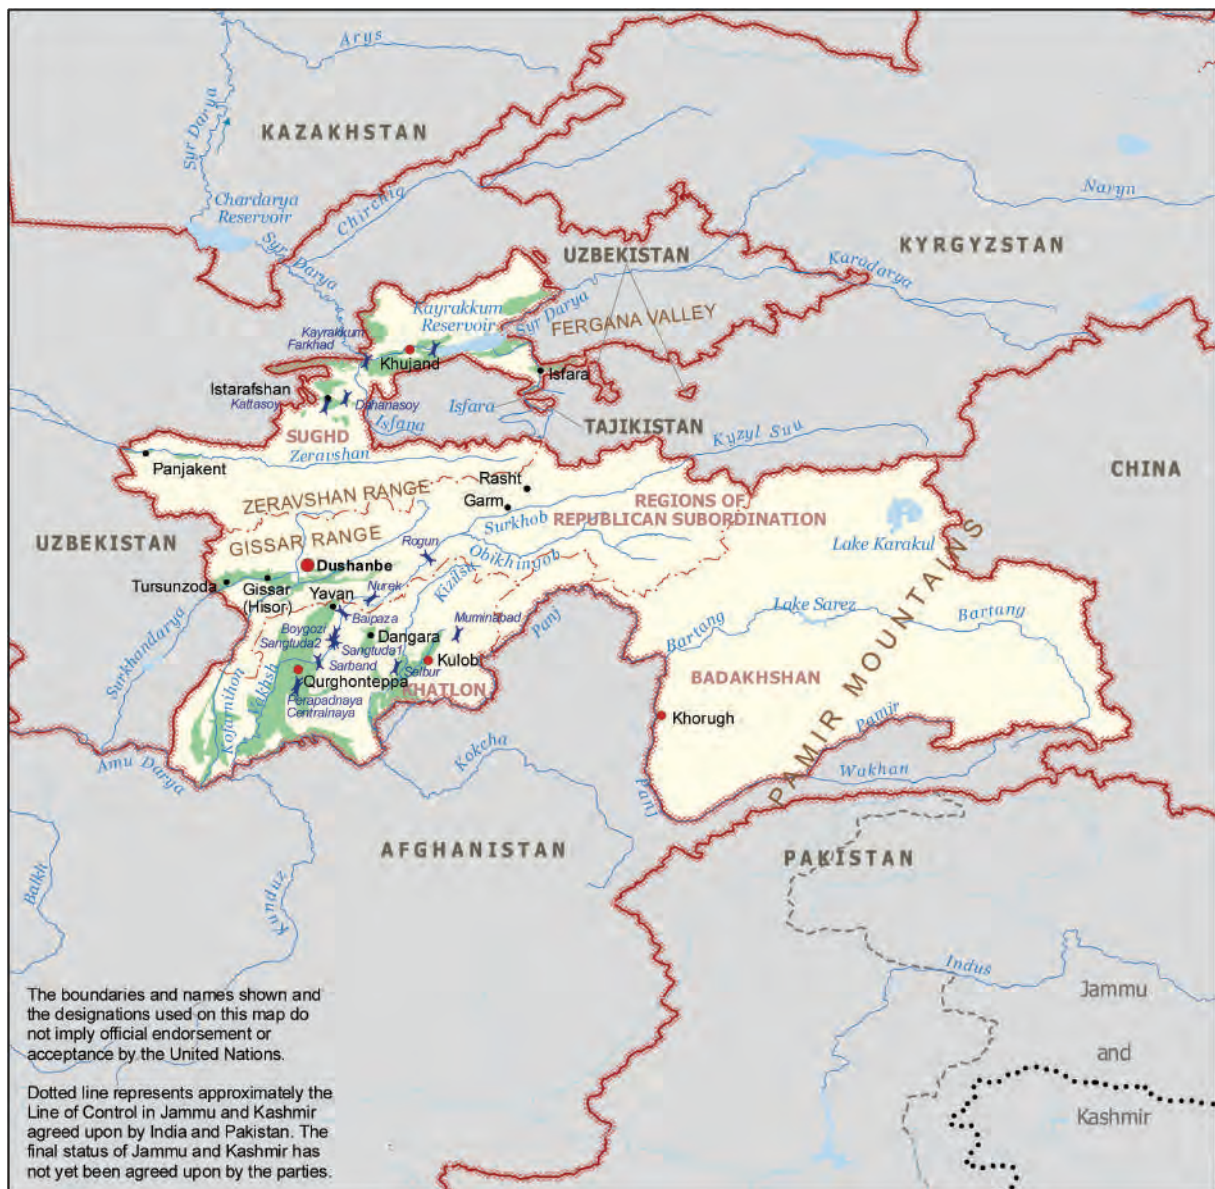 Arys
Syr Darya
KAZAKHSTAN
Chirchiq
Chardarya
Reservoir
Naryn
Syr Darya
UZBEKISTAN
KYRGYZSTAN
Karadarya
Kayrakkum
Reservoir
Syr Darya
FERGANA VALLEY
Kayrakkum
Farkhad
Khujand
Isfara
Istarafshan
Kattasoy
Dahanasoy
Isfara
Isfana
TAJIKISTAN
SUGHD
Kyzyl Suu
Zeravshan
Panjakent
CHINA
Rasht
ZERAVSHAN RANGE
Garm
REGIONS OF
REPUBLICAN SUBORDINATION
Surkhob
UZBEKISTAN
GISSAR RANGE
Rogun
Obikhingob
Lake Karakul
Dushanbe
Tursunzoda
Gissar
(Hisor)
Nurek
Kizilsu
Yavan
Baipaza
Muminabad
Panj
Lake Sarez
Bartang
Bartang
Boygozi
Sangtuda2
Dangara
Sangtuda1
Surkhandarya
Sarband
Selbur
Kulob
Qurghonteppa
KHATLON
BADAKHSHAN
PAMIR MOUNTAINS
Kofarnihon
Vakhsh
Perapadnaya
Centralnaya
Khorugh
Pamir
Amu Darya
Kokcha
Panj
Wakhan
AFGHANISTAN
PAKISTAN
Balkh
Kunduz
Indus
Jammu
and
Kashmir
The boundaries and names shown and
the designations used on this map do
not imply official endorsement or
acceptance by the United Nations.
Dotted line represents approximately the
Line of Control in Jammu and Kashmir
agreed upon by India and Pakistan. The
final status of Jammu and Kashmir has
not yet been agreed upon by the parties.